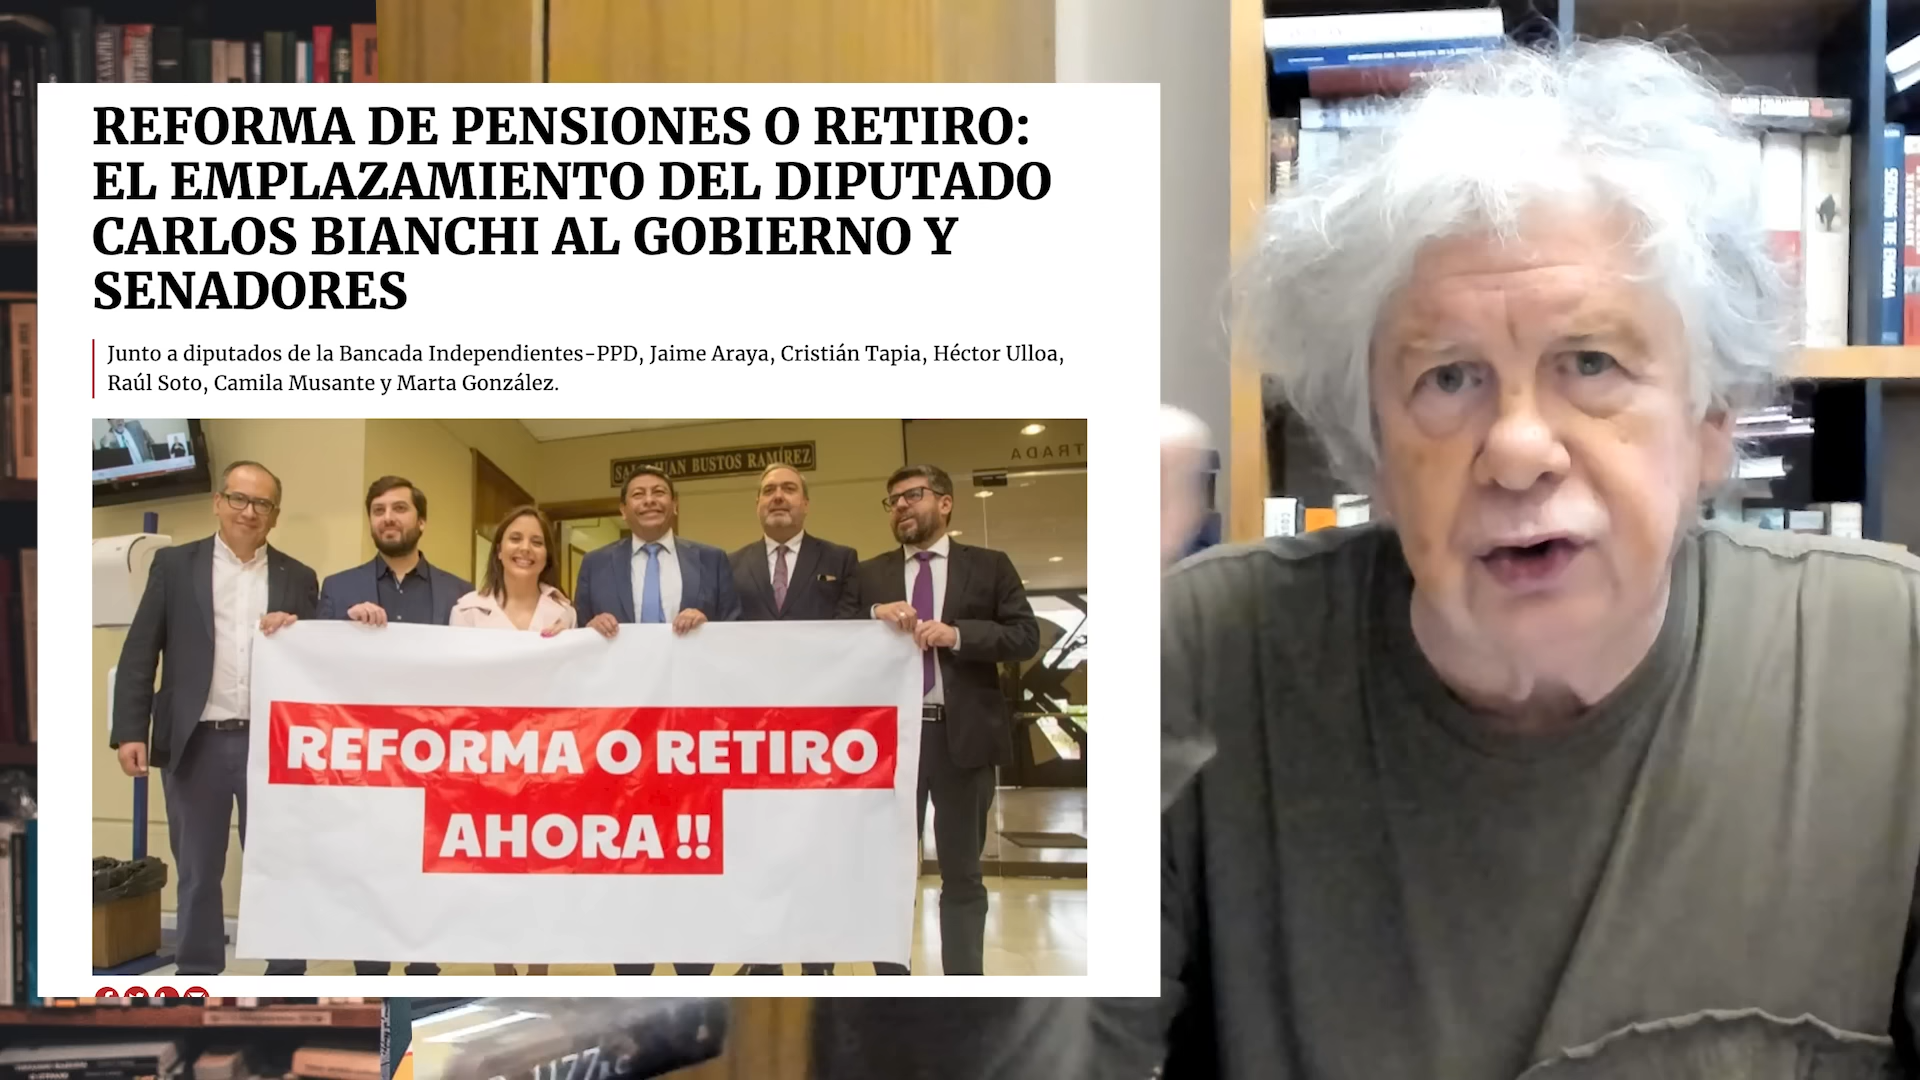 REFORMA DE PENSIONES O RETIRO:
EL EMPLAZAMIENTO DEL DIPUTADO
CARLOS BIANCHI AL GOBIERNO Y
SENADORES
Junto a diputados de la Bancada Independientes-PPD, Jaime Araya, Cristián Tapia, Héctor Ulloa,
Raúl Soto, Camila Musante y Marta González.
JUAN BUSTOS RAMÍREZ
TRADA
REFORMA O RETIRO
AHORA !!